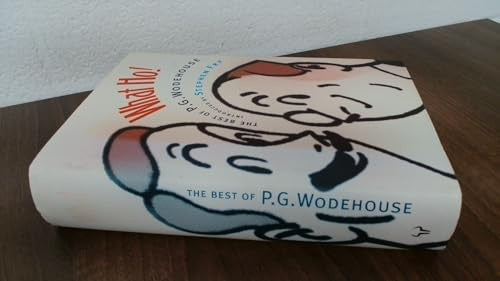 What Ho!
THE BEST OF P.G. WODEHOUSE
INTRODUCED BY STEPHEN FRY
THE BEST OF P.G. WODEHOUSE